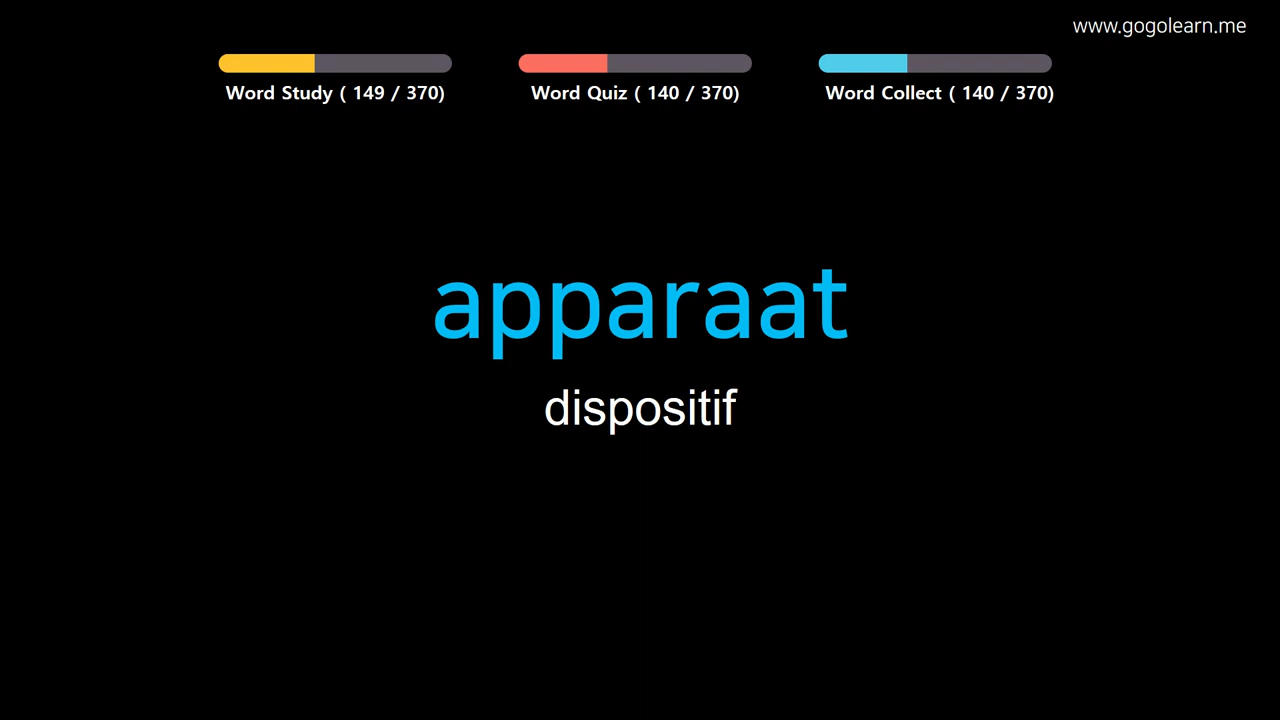 www.gogolearn.me
Word Study ( 149 / 370)
Word Quiz ( 140 / 370)
Word Collect ( 140 / 370)
apparaat
dispositif